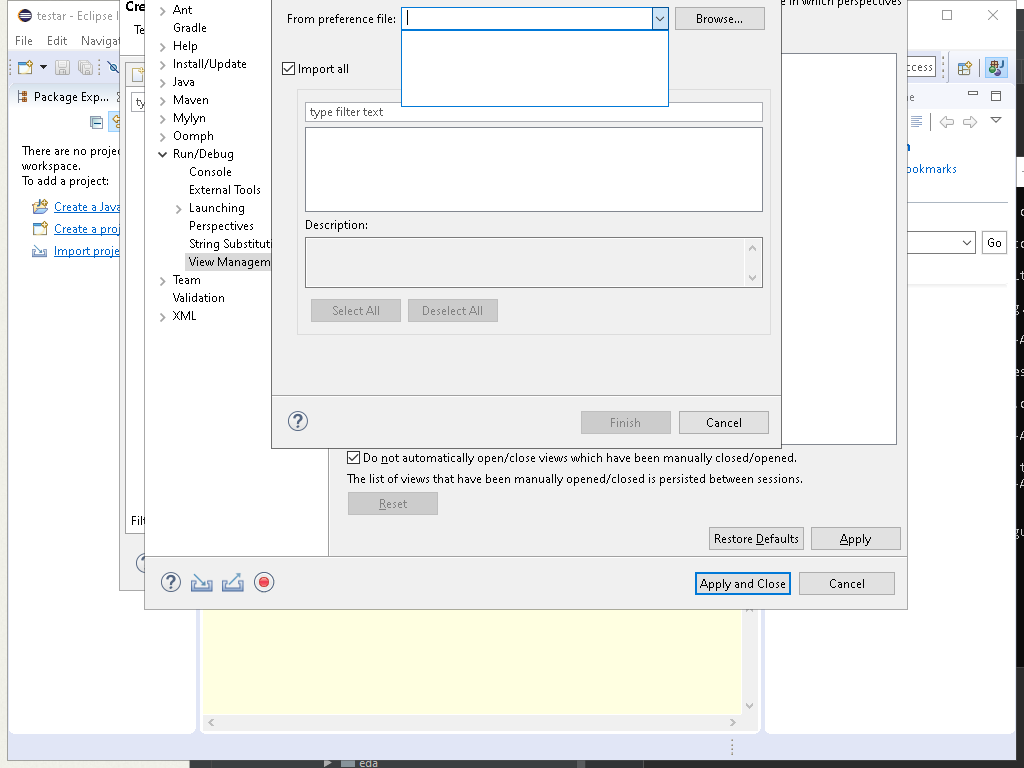 testar - Eclipse
File Edit Navigat
Package Exp...
There are no proje
workspace.
To add a project:
Create a Java
Create a proj
Import proje
Cre
Te
ty
Filt
Ant
Gradle
Help
Install/Update
Java
Maven
Mylyn
Oomph
Run/Debug
Console
External Tools
Launching
Perspectives
String Substituti
View Managem
Team
Validation
XML
From preference file:
Browse...
Import all
type filter text
Description:
Select All
Deselect All
Finish
Cancel
e in which perspectives
Do not automatically open/close views which have been manually closed/opened.
The list of views that have been manually opened/closed is persisted between sessions.
Reset
Restore Defaults
Apply
Apply and Close
Cancel
cess
ookmarks
Go
eda